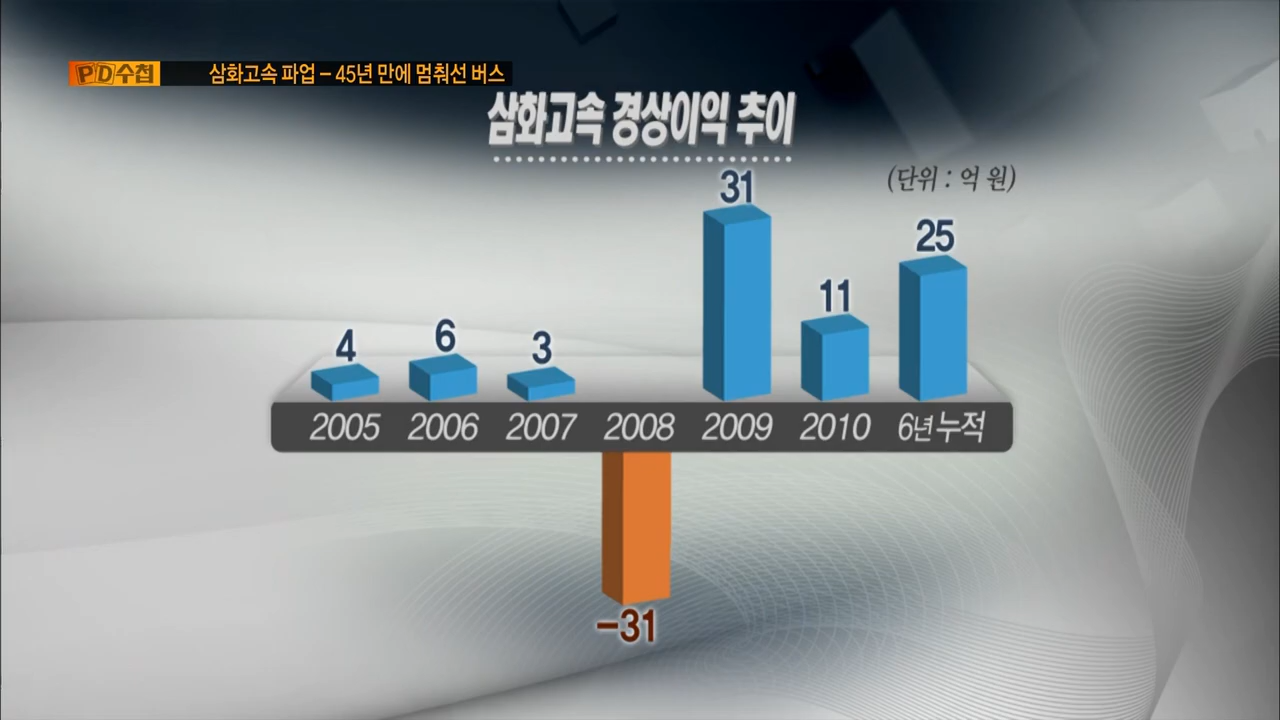 PD수첩 삼화고속 파업 – 45년 만에 멈춰선 버스
삼화고속 경상이익 추이
(단위 : 억 원)
31
25
11
4 6 3
2005 2006 2007 2008 2009 2010 6년 누적
–31